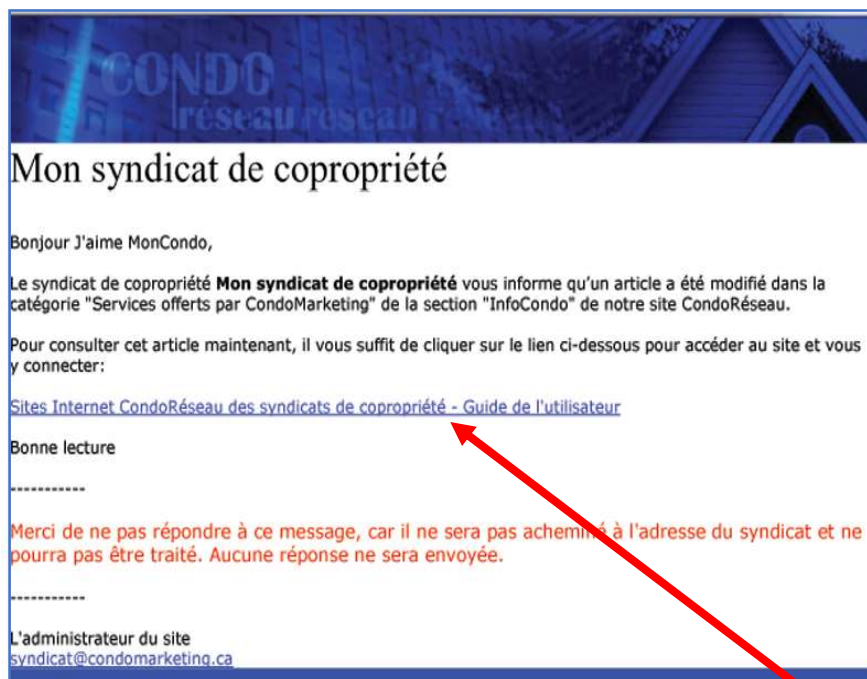 CONDO
réseau réseau
Mon syndicat de copropriété
Bonjour J'aime MonCondo,
Le syndicat de copropriété Mon syndicat de copropriété vous informe qu'un article a été modifié dans la
catégorie "Services offerts par CondoMarketing" de la section "InfoCondo" de notre site CondoRéseau.
Pour consulter cet article maintenant, il vous suffit de cliquer sur le lien ci-dessous pour accéder au site et vous
y connecter:
Sites Internet CondoRéseau des syndicats de copropriété - Guide de l'utilisateur
Bonne lecture
-----------
Merci de ne pas répondre à ce message, car il ne sera pas acheminé à l'adresse du syndicat et ne
pourra pas être traité. Aucune réponse ne sera envoyée.
-----------
L'administrateur du site
syndicat@condomarketing.ca